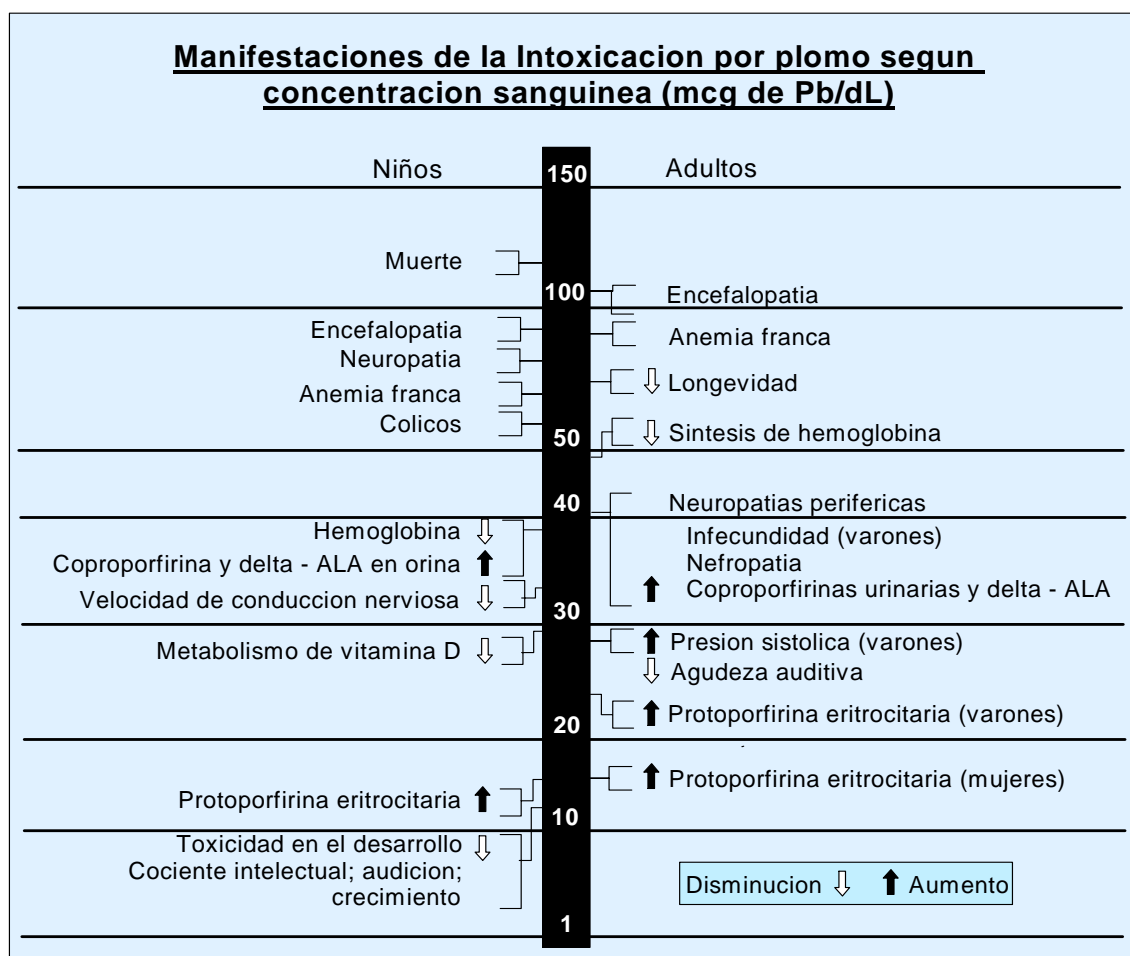 Manifestaciones de la Intoxicacion por plomo segun
concentracion sanguinea (mcg de Pb/dL)
Niños 150 Adultos
Muerte
100 Encefalopatia
Encefalopatia Anemia franca
Neuropatia
Anemia franca ⇩ Longevidad
Colicos
50 ⇩ Sintesis de hemoglobina
40 Neuropatias perifericas
Hemoglobina ⇩ Infecundidad (varones)
Coproporfirina y delta - ALA en orina ⬆ Nefropatia
Velocidad de conduccion nerviosa ⇩ ⬆ Coproporfirinas urinarias y delta - ALA
30
Metabolismo de vitamina D ⇩ ⬆ Presion sistolica (varones)
⇩ Agudeza auditiva
20 ⬆ Protoporfirina eritrocitaria (varones)
Protoporfirina eritrocitaria ⬆ ⬆ Protoporfirina eritrocitaria (mujeres)
10
Toxicidad en el desarrollo ⇩
Cociente intelectual; audicion;
crecimiento
Disminucion ⇩ ⬆ Aumento
1